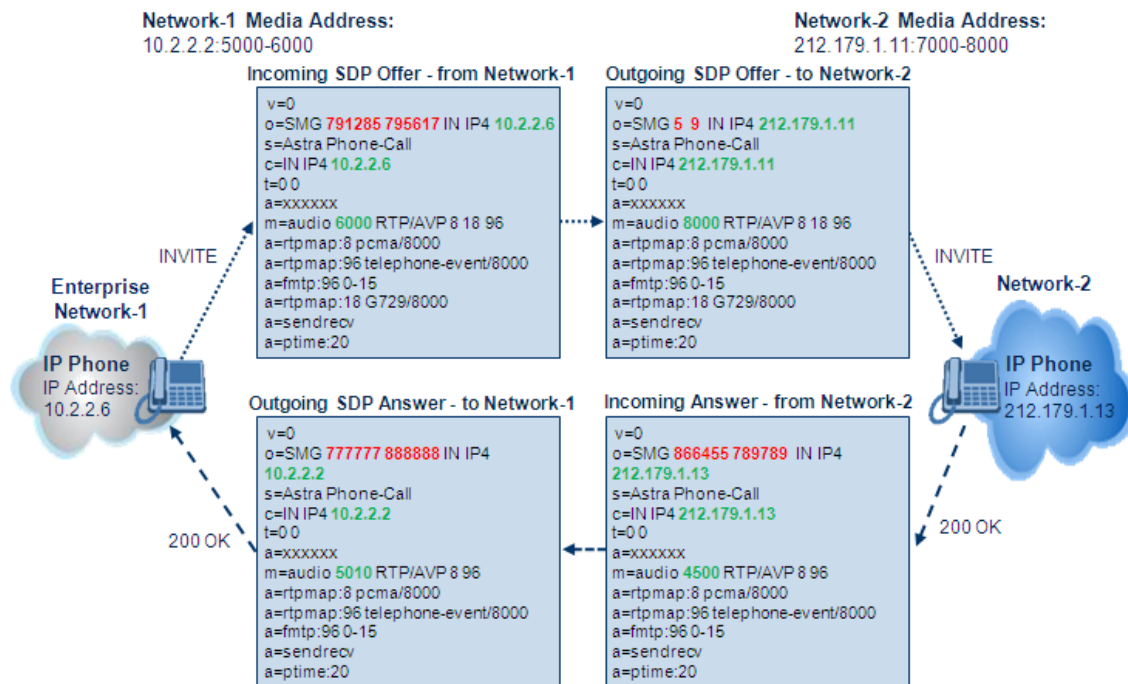 Network-1 Media Address:
10.2.2.2:5000-6000
Network-2 Media Address:
212.179.1.11:7000-8000
Incoming SDP Offer - from Network-1
v=0
o=SMG 791285 795617 IN IP4 10.2.2.6
s=Astra Phone-Call
c=IN IP4 10.2.2.6
t=0 0
a=xxxxxx
m=audio 6000 RTP/AVP 8 18 96
a=rtpmap:8 pcma/8000
a=rtpmap:96 telephone-event/8000
a=fmtp:96 0-15
a=rtpmap:18 G729/8000
a=sendrecv
a=ptime:20
Outgoing SDP Offer - to Network-2
v=0
o=SMG 5 9 IN IP4 212.179.1.11
s=Astra Phone-Call
c=IN IP4 212.179.1.11
t=0 0
a=xxxxxx
m=audio 8000 RTP/AVP 8 18 96
a=rtpmap:8 pcma/8000
a=rtpmap:96 telephone-event/8000
a=fmtp:96 0-15
a=rtpmap:18 G729/8000
a=sendrecv
a=ptime:20
INVITE
INVITE
Enterprise
Network-1
IP Phone
IP Address:
10.2.2.6
Network-2
IP Phone
IP Address:
212.179.1.13
Outgoing SDP Answer - to Network-1
v=0
o=SMG 777777 888888 IN IP4
10.2.2.2
s=Astra Phone-Call
c=IN IP4 10.2.2.2
t=0 0
a=xxxxxx
m=audio 5010 RTP/AVP 8 96
a=rtpmap:8 pcma/8000
a=rtpmap:96 telephone-event/8000
a=fmtp:96 0-15
a=sendrecv
a=ptime:20
Incoming Answer - from Network-2
v=0
o=SMG 866455 789789 IN IP4
212.179.1.13
s=Astra Phone-Call
c=IN IP4 212.179.1.13
t=0 0
a=xxxxxx
m=audio 4500 RTP/AVP 8 96
a=rtpmap:8 pcma/8000
a=rtpmap:96 telephone-event/8000
a=fmtp:96 0-15
a=sendrecv
a=ptime:20
200 OK
200 OK